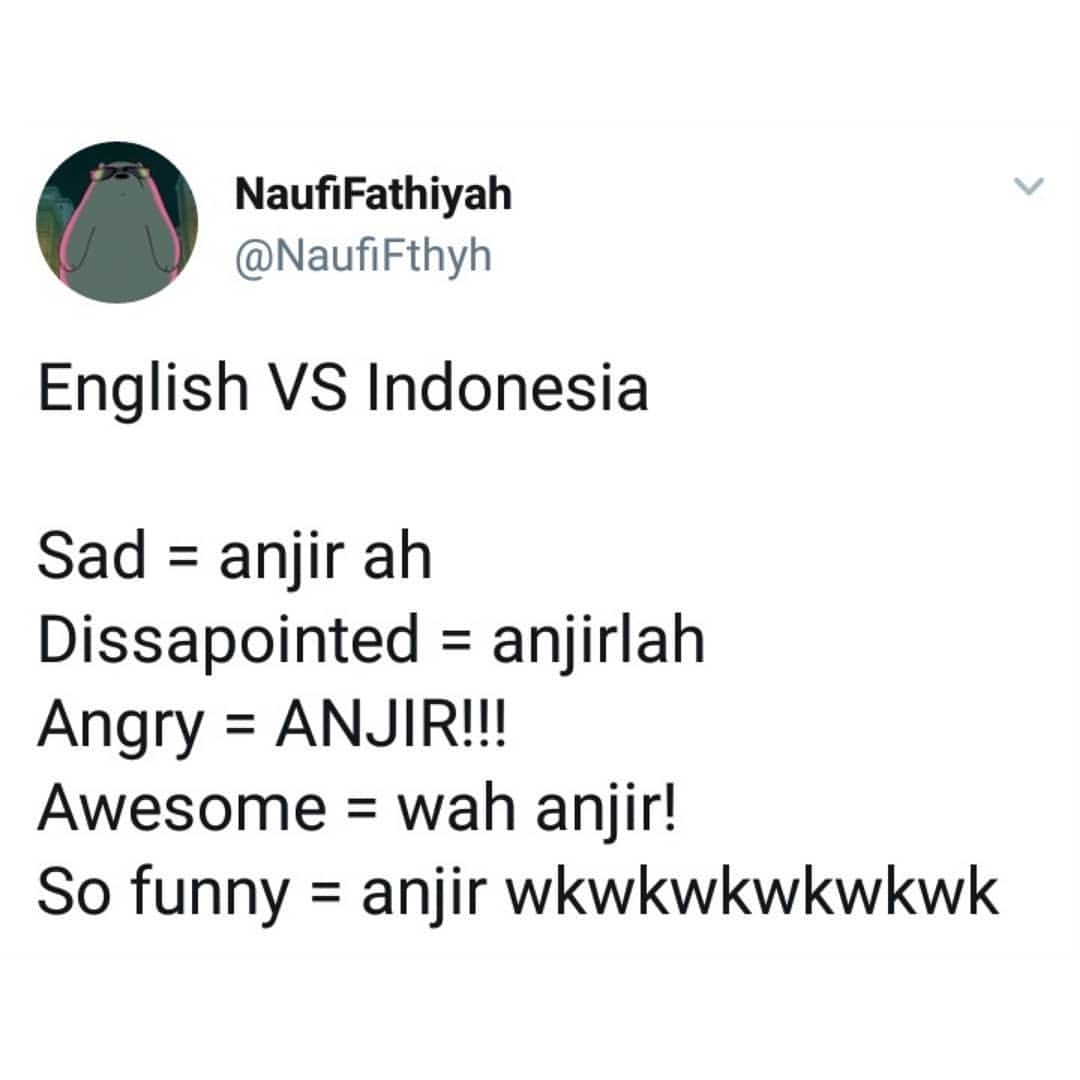 NaufiFathiyah
@NaufiFthyh
English VS Indonesia
Sad = anjir ah
Dissapointed = anjirlah
Angry = ANJIR!!!
Awesome = wah anjir!
So funny = anjir wkwkwkwkwkwk